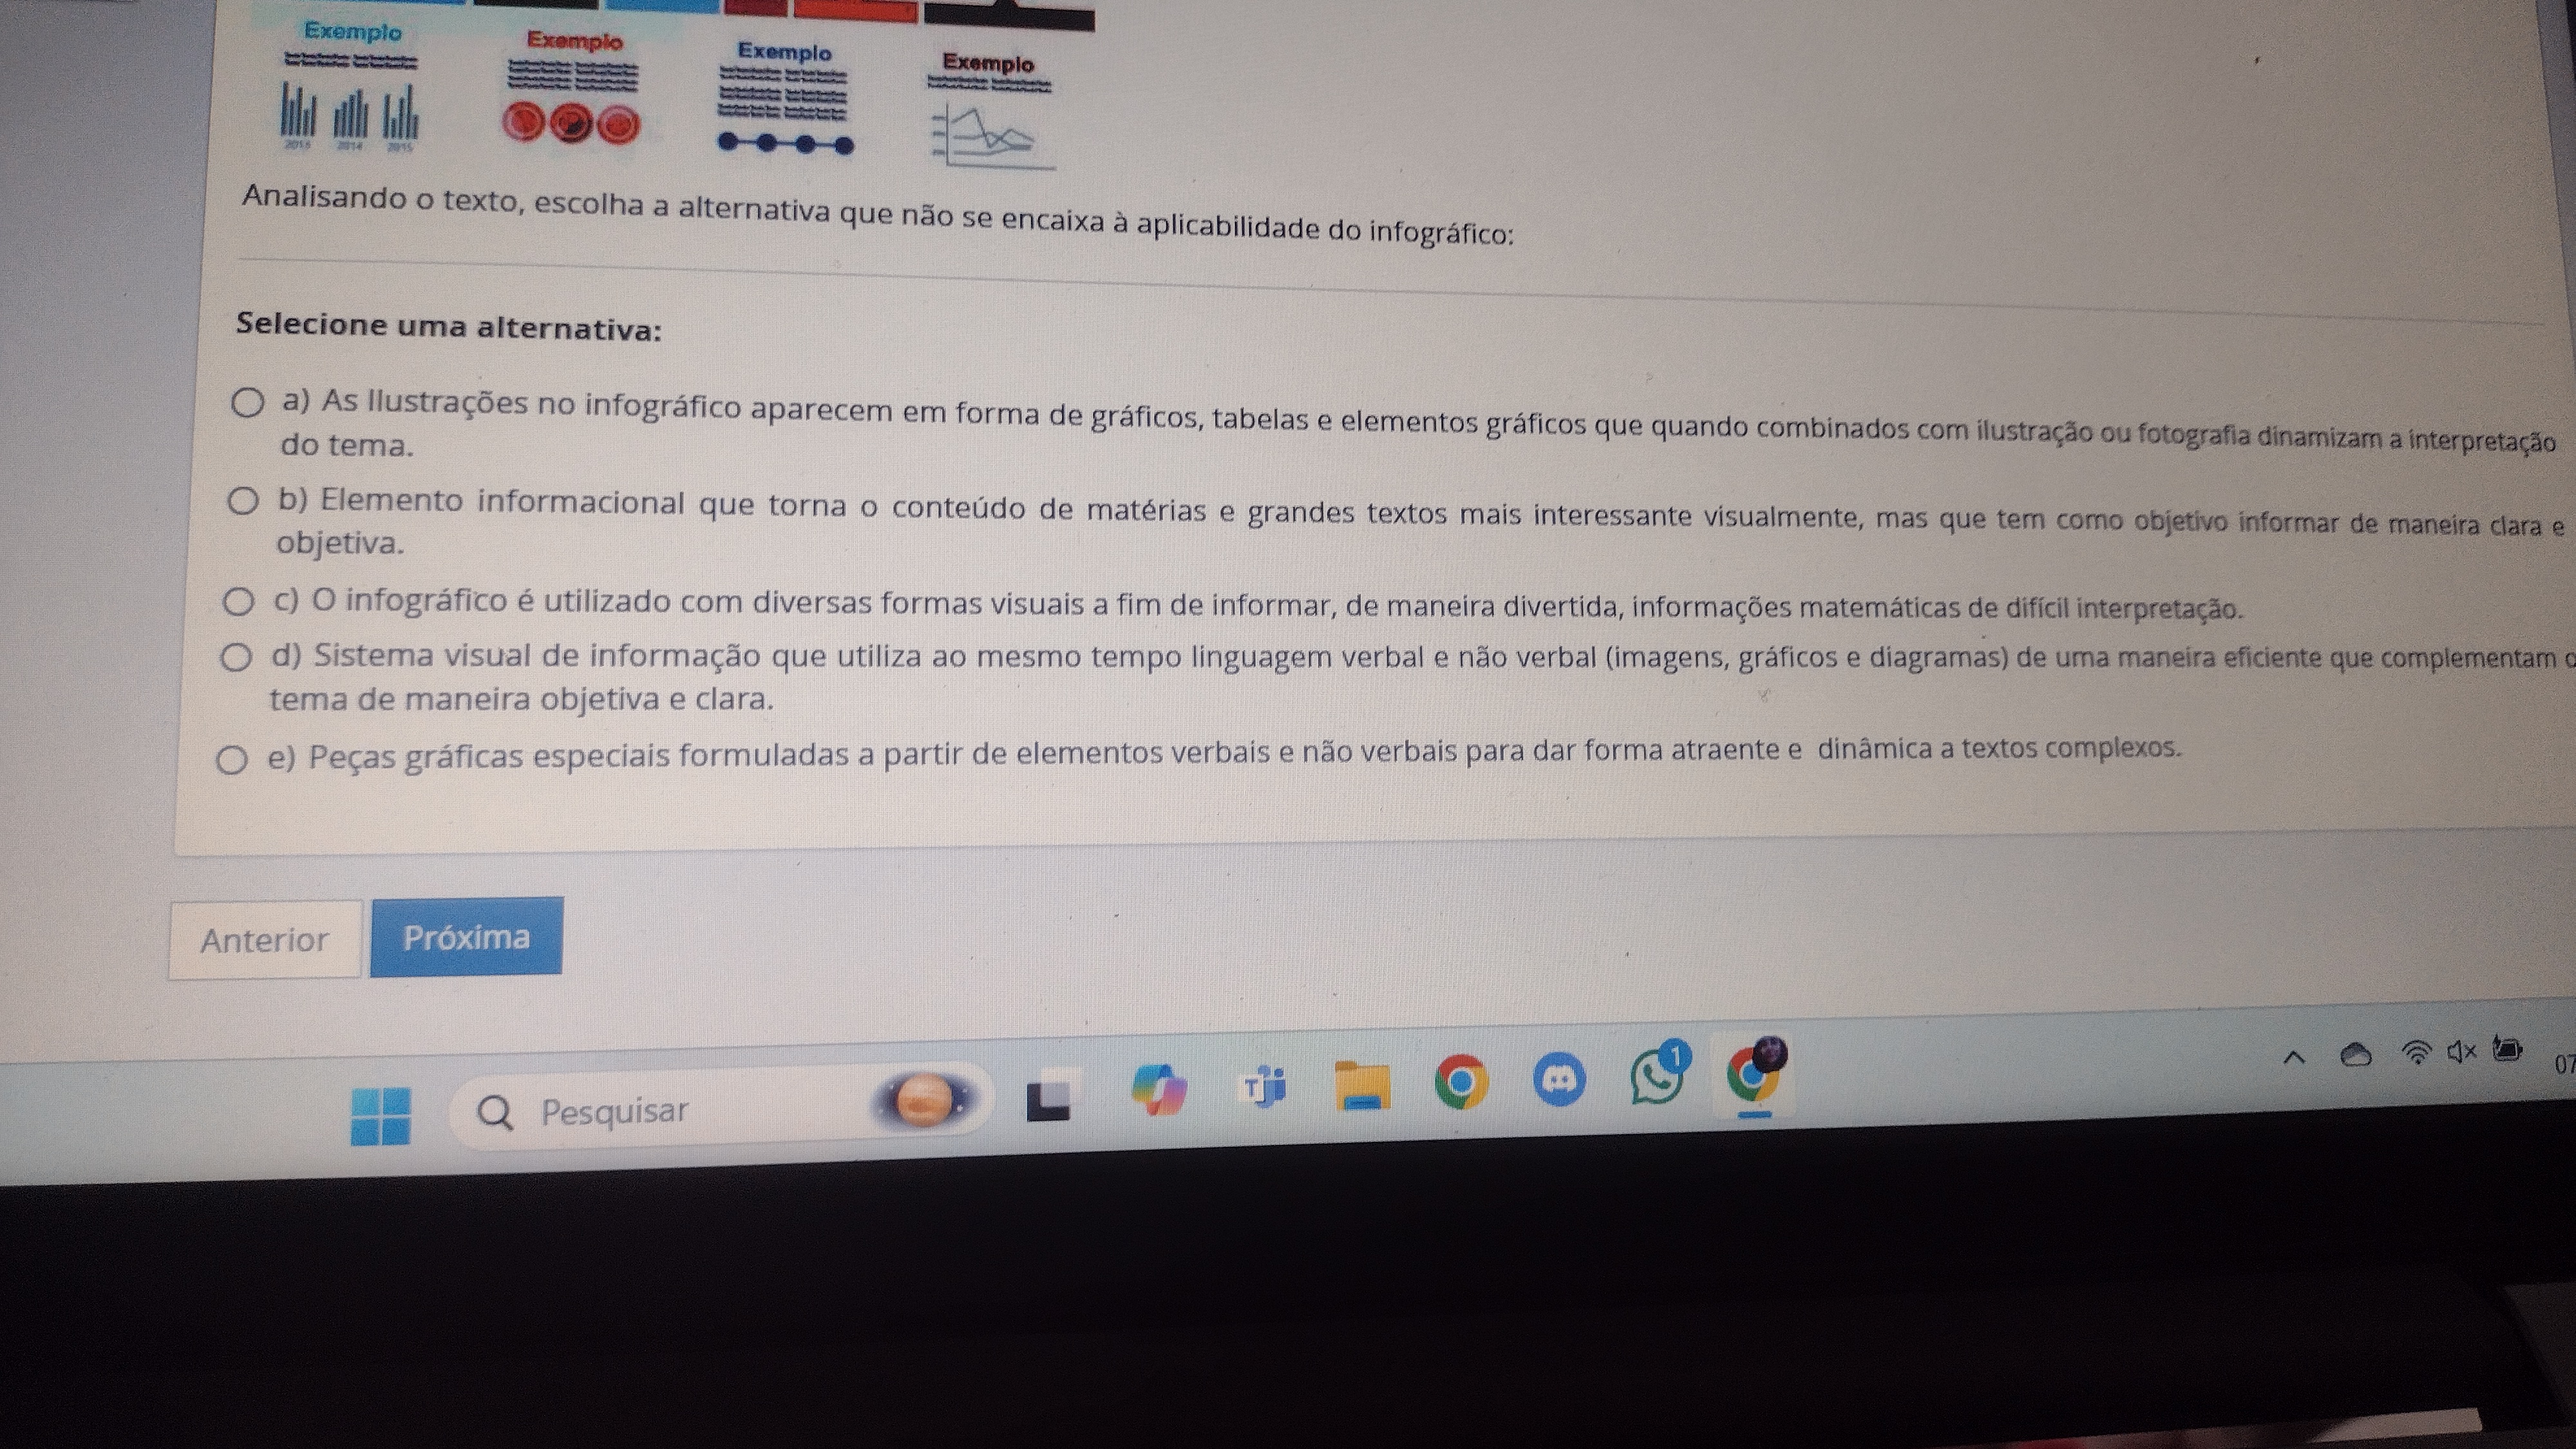 Exemplo
Exemplo
Exemplo
Exemplo
2013 2014 2015
Analisando o texto, escolha a alternativa que não se encaixa à aplicabilidade do infográfico:
Selecione uma alternativa:
a) As Ilustrações no infográfico aparecem em forma de gráficos, tabelas e elementos gráficos que quando combinados com ilustração ou fotografia dinamizam a interpretação
do tema.
b) Elemento informacional que torna o conteúdo de matérias e grandes textos mais interessante visualmente, mas que tem como objetivo informar de maneira clara e
objetiva.
c) O infográfico é utilizado com diversas formas visuais a fim de informar, de maneira divertida, informações matemáticas de difícil interpretação.
d) Sistema visual de informação que utiliza ao mesmo tempo linguagem verbal e não verbal (imagens, gráficos e diagramas) de uma maneira eficiente que complementam o
tema de maneira objetiva e clara.
e) Peças gráficas especiais formuladas a partir de elementos verbais e não verbais para dar forma atraente e dinâmica a textos complexos.
Anterior
Próxima
Pesquisar
1
07